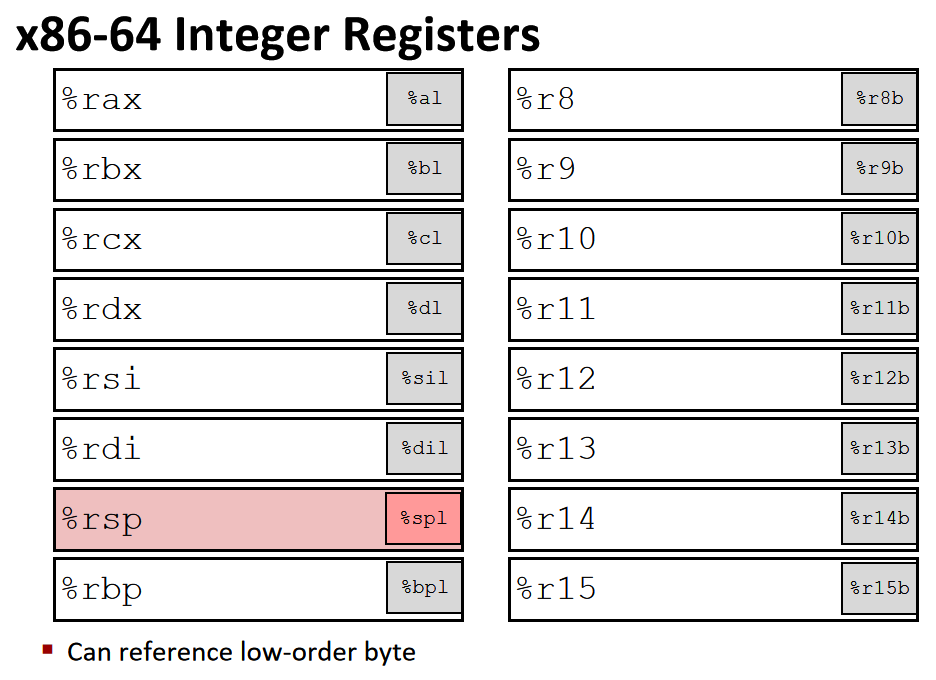 x86-64 Integer Registers
%rax %al %r8 %r8b
%rbx %bl %r9 %r9b
%rcx %cl %r10 %r10b
%rdx %dl %r11 %r11b
%rsi %sil %r12 %r12b
%rdi %dil %r13 %r13b
%rsp %spl %r14 %r14b
%rbp %bpl %r15 %r15b
Can reference low-order byte